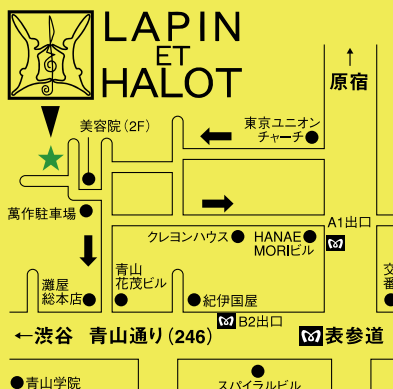 LAPIN
ET
HALOT
↑
原宿
美容院(2F)
東京ユニオン
チャーチ
萬作駐車場
A1出口
クレヨンハウス
HANAE
MORIビル
青山
花茂ビル
灘屋
総本店
紀伊国屋
交
番
B2出口
←渋谷 青山通り(246)
表参道
青山学院
スパイラルビル